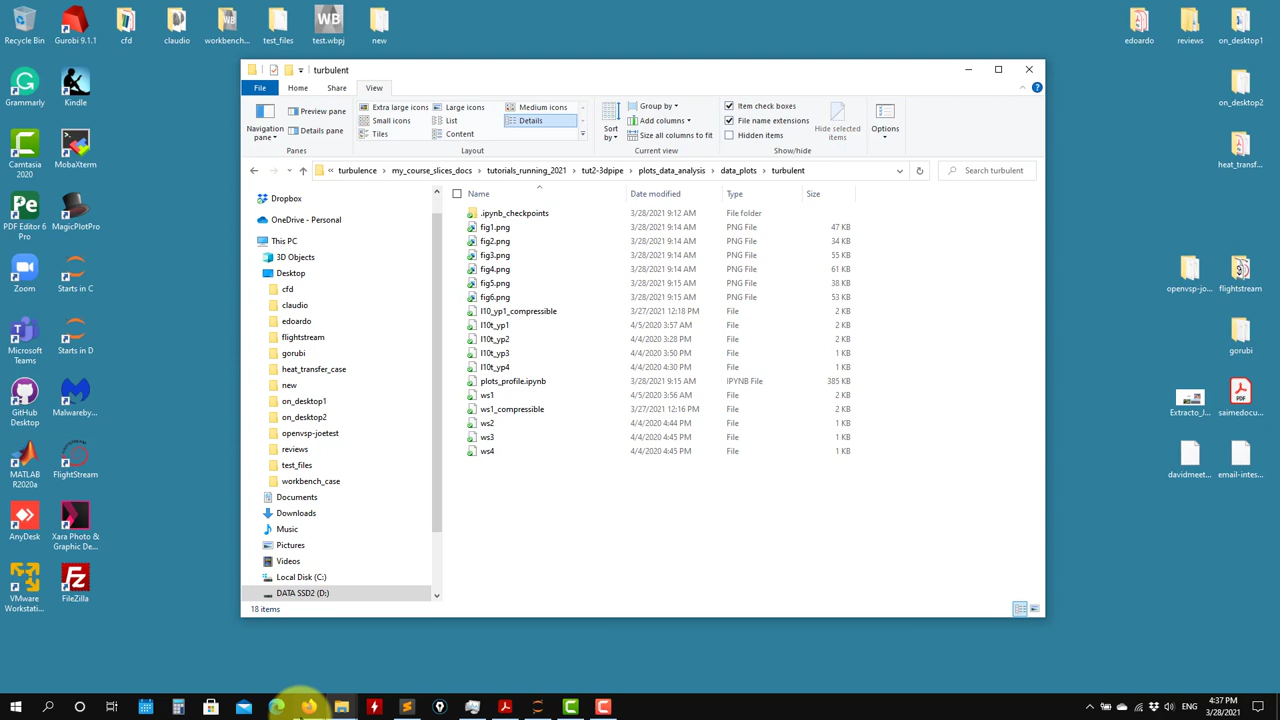 Recycle Bin
Gurobi 9.1.1
cfd
claudio
workbench...
test_files
test.wbpj
new
edoardo
reviews
on_desktop1
Grammarly
Kindle
on_desktop2
Camtasia 2020
MobaXterm
heat_transf...
PDF Editor 6 Pro
MagicPlotPro
Zoom
Starts in C
openvsp-jo...
flightstream
Microsoft Teams
Starts in D
gorubi
GitHub Desktop
Malwareby...
Extracto_I...
saimedocu...
MATLAB R2020a
FlightStream
davidmeet...
email-intes...
AnyDesk
Xara Photo & Graphic De...
VMware Workstatio...
FileZilla
turbulent
File
Home
Share
View
Navigation pane
Preview pane
Details pane
Panes
Extra large icons
Large icons
Medium icons
Small icons
List
Details
Tiles
Content
Layout
Sort by
Group by
Add columns
Size all columns to fit
Current view
Item check boxes
File name extensions
Hidden items
Hide selected items
Show/hide
Options
« turbulence > my_course_slices_docs > tutorials_running_2021 > tut2-3dpipe > plots_data_analysis > data_plots > turbulent
Search turbulent
Dropbox
OneDrive - Personal
This PC
3D Objects
Desktop
cfd
claudio
edoardo
flightstream
gorubi
heat_transfer_case
new
on_desktop1
on_desktop2
openvsp-joetest
reviews
test_files
workbench_case
Documents
Downloads
Music
Pictures
Videos
Local Disk (C:)
DATA SSD2 (D:)
Name Date modified Type Size
.ipynb_checkpoints 3/28/2021 9:12 AM File folder
fig1.png 3/28/2021 9:14 AM PNG File 47 KB
fig2.png 3/28/2021 9:14 AM PNG File 34 KB
fig3.png 3/28/2021 9:14 AM PNG File 55 KB
fig4.png 3/28/2021 9:14 AM PNG File 61 KB
fig5.png 3/28/2021 9:15 AM PNG File 38 KB
fig6.png 3/28/2021 9:15 AM PNG File 53 KB
l10_yp1_compressible 3/27/2021 12:18 PM File 2 KB
l10t_yp1 4/5/2020 3:57 AM File 2 KB
l10t_yp2 4/4/2020 3:28 PM File 2 KB
l10t_yp3 4/4/2020 3:50 PM File 1 KB
l10t_yp4 4/4/2020 4:30 PM File 1 KB
plots_profile.ipynb 3/28/2021 9:15 AM IPYNB File 385 KB
ws1 4/5/2020 3:56 AM File 2 KB
ws1_compressible 3/27/2021 12:16 PM File 2 KB
ws2 4/4/2020 4:44 PM File 1 KB
ws3 4/4/2020 4:45 PM File 1 KB
ws4 4/4/2020 4:45 PM File 1 KB
18 items
ENG
4:37 PM
3/28/2021